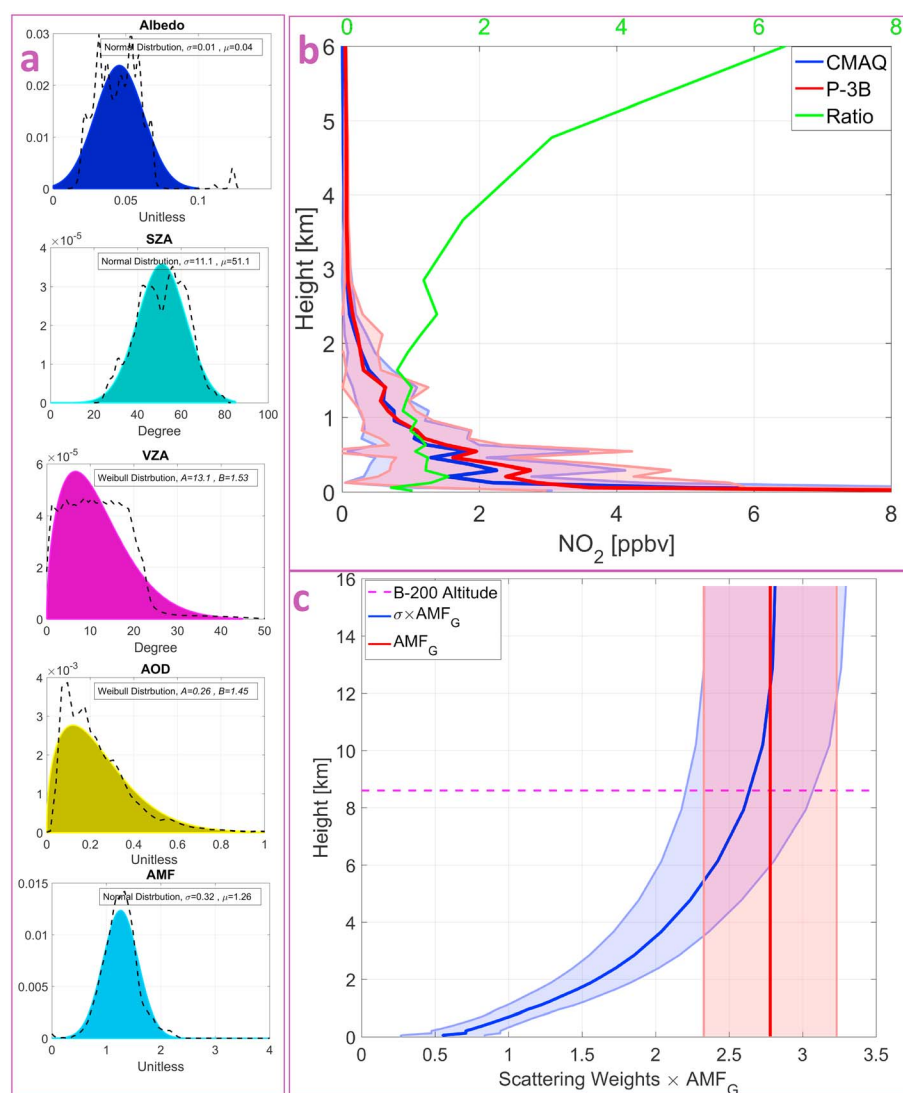 a
Albedo
Normal Distrbution, σ=0.01 , μ=0.04
0.03
0.02
0.01
0
0 0.05 0.1
Unitless
SZA
×10⁻⁵
Normal Distrbution, σ=11.1 , μ=51.1
4
3
2
1
0
0 20 40 60 80 100
Degree
VZA
×10⁻⁵
Weibull Distrbution, A=13.1 , B=1.53
6
4
2
0
0 10 20 30 40 50
Degree
AOD
×10⁻³
Weibull Distrbution, A=0.26 , B=1.45
4
3
2
1
0
0 0.2 0.4 0.6 0.8 1
Unitless
AMF
Normal Distrbution, σ=0.32 , μ=1.26
0.015
0.01
0.005
0
0 1 2 3 4
Unitless
b
0 2 4 6 8
CMAQ
P-3B
Ratio
6
5
4
3
2
1
0
Height [km]
0 2 4 6 8
NO₂ [ppbv]
c
B-200 Altitude
σ×AMF_G
AMF_G
16
14
12
10
8
6
4
2
0
Height [km]
0 0.5 1 1.5 2 2.5 3 3.5
Scattering Weights × AMF_G